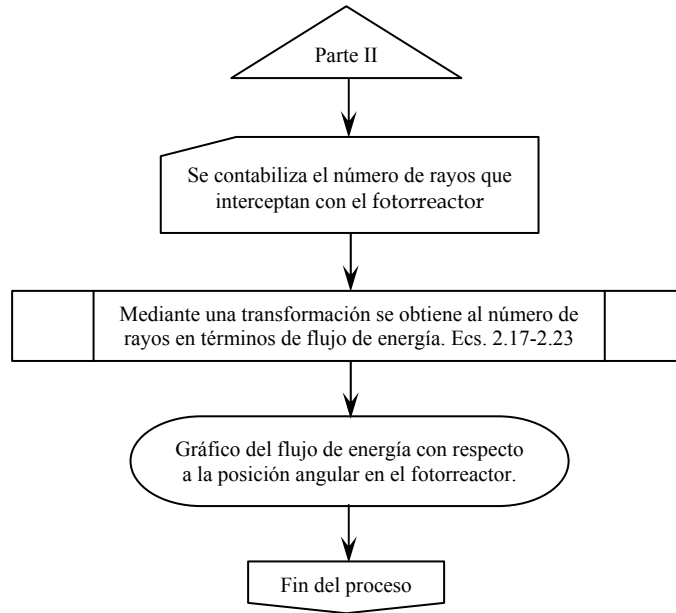 Parte II
Se contabiliza el número de rayos que
interceptan con el fotorreactor
Mediante una transformación se obtiene al número de
rayos en términos de flujo de energía. Ecs. 2.17-2.23
Gráfico del flujo de energía con respecto
a la posición angular en el fotorreactor.
Fin del proceso